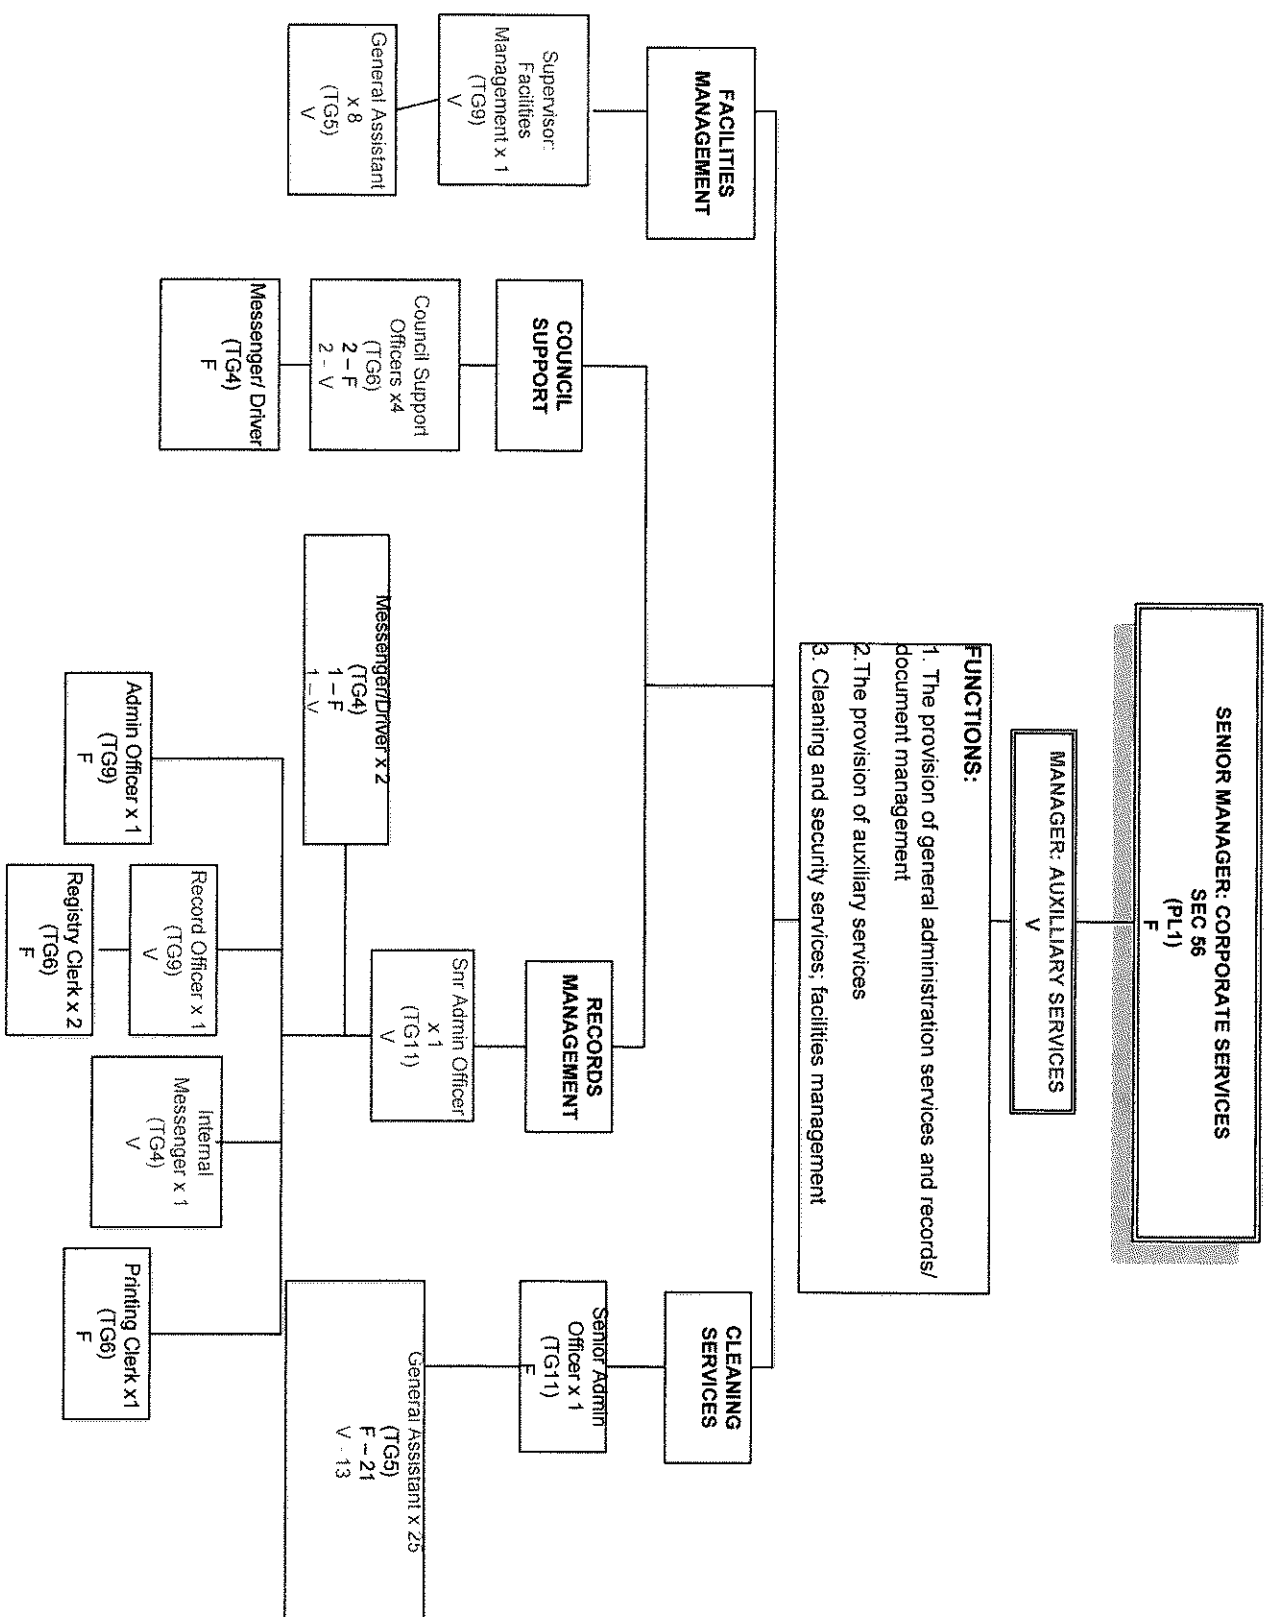 SENIOR MANAGER: CORPORATE SERVICES
SEC 56
(PL1)
F
MANAGER: AUXILLIARY SERVICES
V
FUNCTIONS:
1. The provision of general administration services and records/
document management
2.The provision of auxiliary services
3. Cleaning and security services; facilities management
FACILITIES
MANAGEMENT
Supervisor:
Facilities
Management x 1
(TG9)
V
General Assistant
x 8
(TG5)
V
COUNCIL
SUPPORT
Council Support
Officers x4
(TG6)
2 – F
2 - V
Messenger/ Driver
(TG4)
F
RECORDS
MANAGEMENT
Snr Admin Officer
x 1
(TG11)
V
Messenger/Driver x 2
(TG4)
1 – F
1 – V
Admin Officer x 1
(TG9)
F
Record Officer x 1
(TG9)
V
Registry Clerk x 2
(TG6)
F
Internal
Messenger x 1
(TG4)
V
Printing Clerk x1
(TG6)
F
CLEANING
SERVICES
Senior Admin
Officer x 1
(TG11)
F
General Assistant x 25
(TG5)
F – 21
V - 13